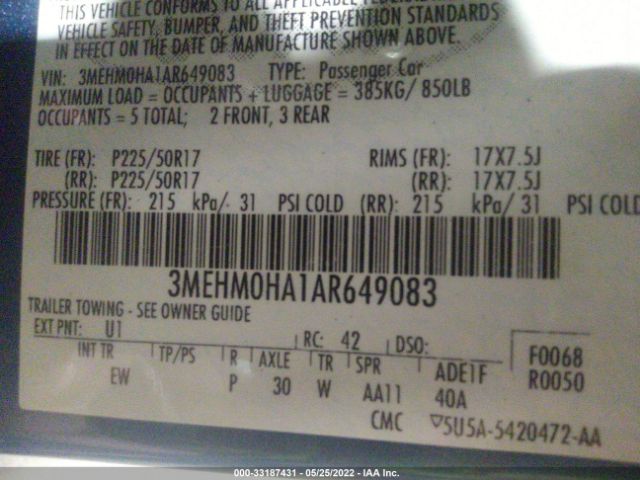 THIS VEHICLE CONFORMS TO ALL APPLICABLE
VEHICLE SAFETY, BUMPER, AND THEFT PREVENTION STANDARDS
IN EFFECT ON THE DATE OF MANUFACTURE SHOWN ABOVE.
VIN: 3MEHM0HA1AR649083 TYPE: Passenger Car
MAXIMUM LOAD = OCCUPANTS + LUGGAGE = 385KG/ 850LB
OCCUPANTS = 5 TOTAL; 2 FRONT, 3 REAR
TIRE (FR): P225/50R17 RIMS (FR): 17X7.5J
(RR): P225/50R17 (RR): 17X7.5J
PRESSURE (FR): 215 kPa/ 31 PSI COLD (RR): 215 kPa/ 31 PSI COLD
3MEHM0HA1AR649083
TRAILER TOWING - SEE OWNER GUIDE
EXT PNT: U1 RC: 42 DSO: F0068
INT TR TP/PS R AXLE TR SPR ADE1F R0050
EW P 30 W AA11 40A
CMC ▽5U5A-5420472-AA
000-33187431 - 05/25/2022 - IAA Inc.